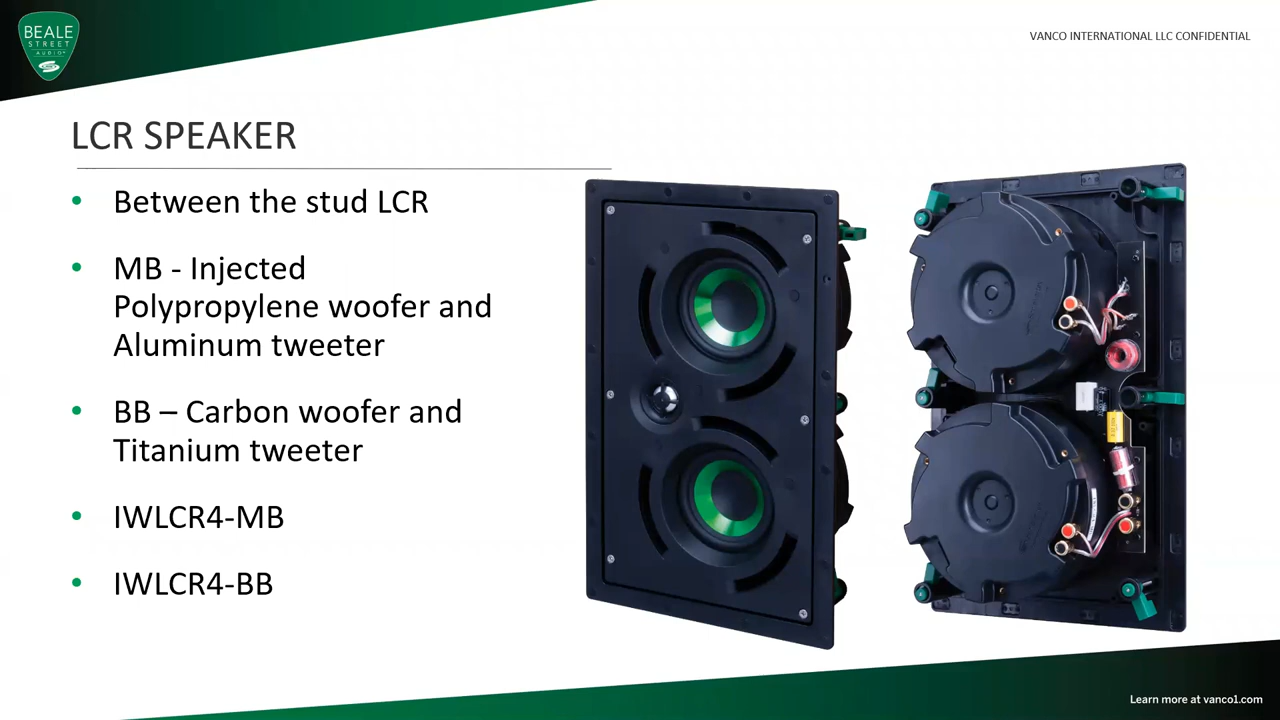 BEALE
STREET
AUDIO
VANCO INTERNATIONAL LLC CONFIDENTIAL
LCR SPEAKER
• Between the stud LCR
• MB - Injected
Polypropylene woofer and
Aluminum tweeter
• BB – Carbon woofer and
Titanium tweeter
• IWLCR4-MB
• IWLCR4-BB
Learn more at vanco1.com